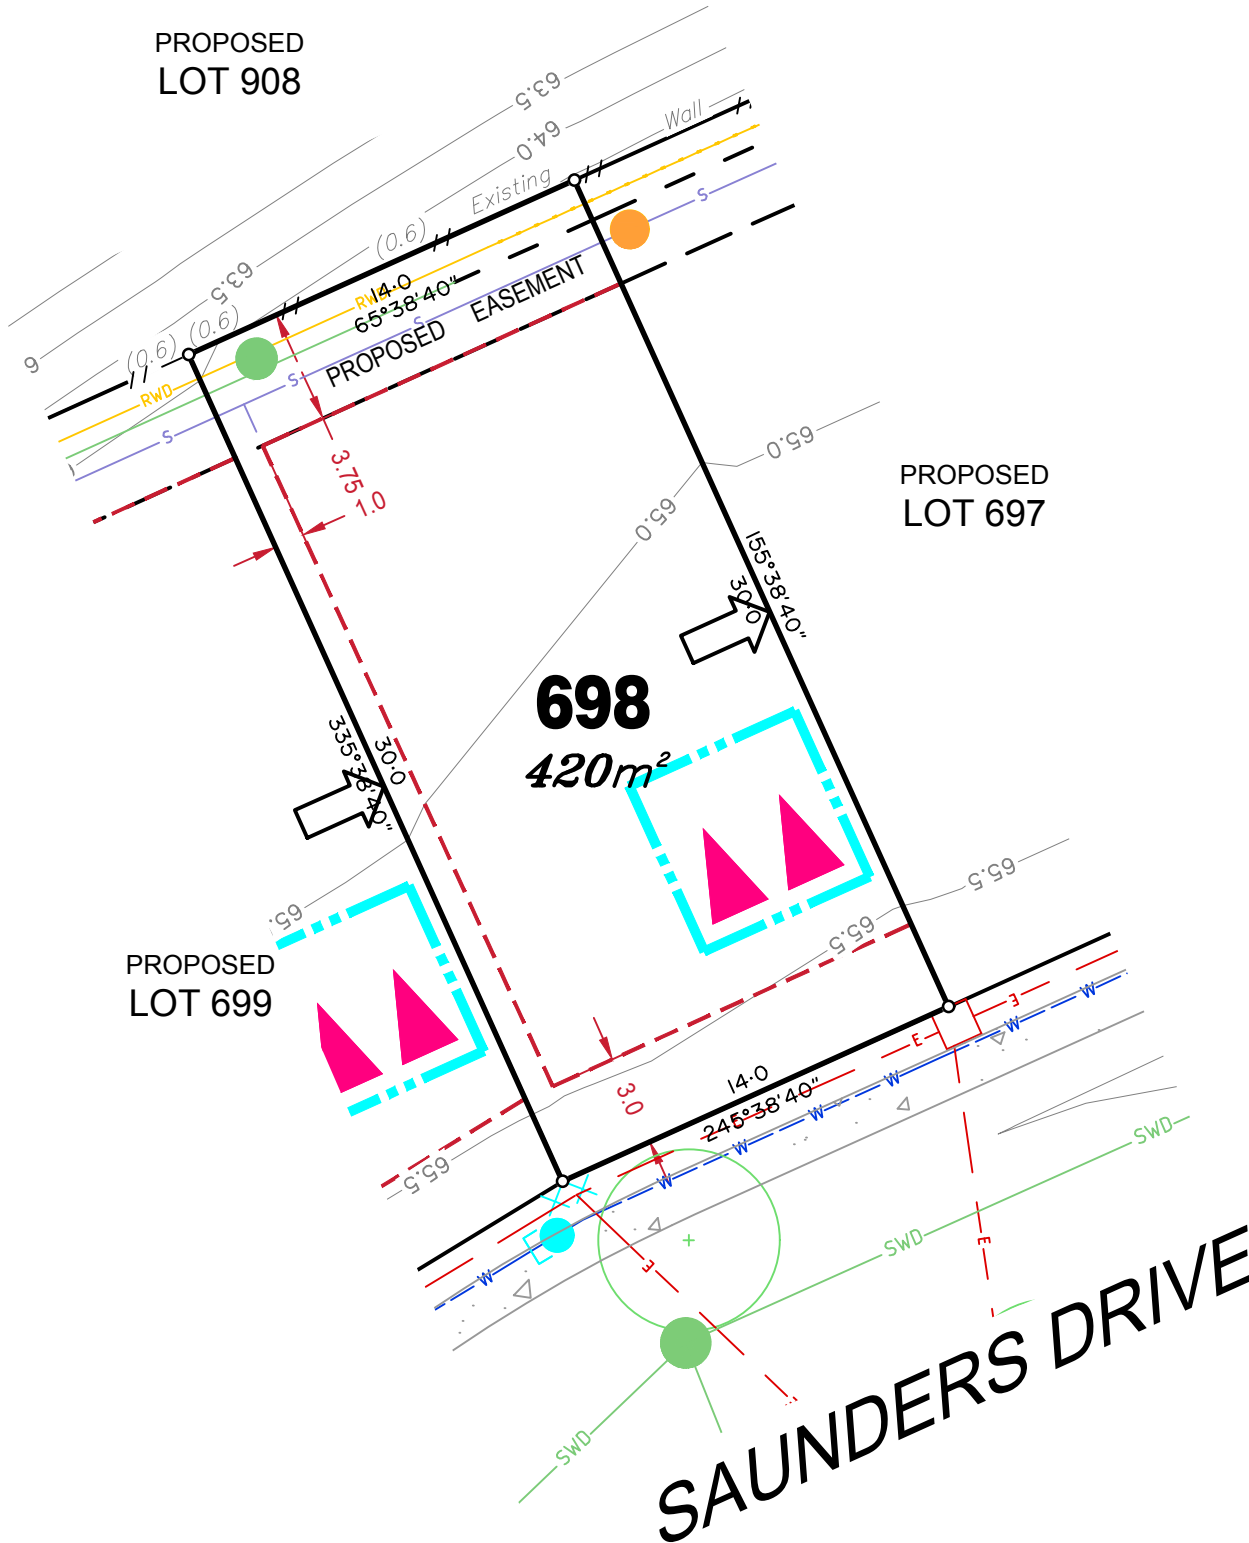 PROPOSED
LOT 908
63.5
64.0
Wall
Existing
(0.6)
S
63.5
14.0
65°38'40"
RWD
EASEMENT
PROPOSED
S
(0.6)
(0.6)
S
RWD
S
3.75
1.0
65.0
65.0
PROPOSED
LOT 697
155°38'40"
30.0
698
420m²
335°38'40"
30.0
65.5
65.
65.5
PROPOSED
LOT 699
3.0
14.0
245°38'40"
65.5
E
E
W
W
W
W
W
W
W
E
E
SWD
SWD
SWD
SAUNDERS DRIVE